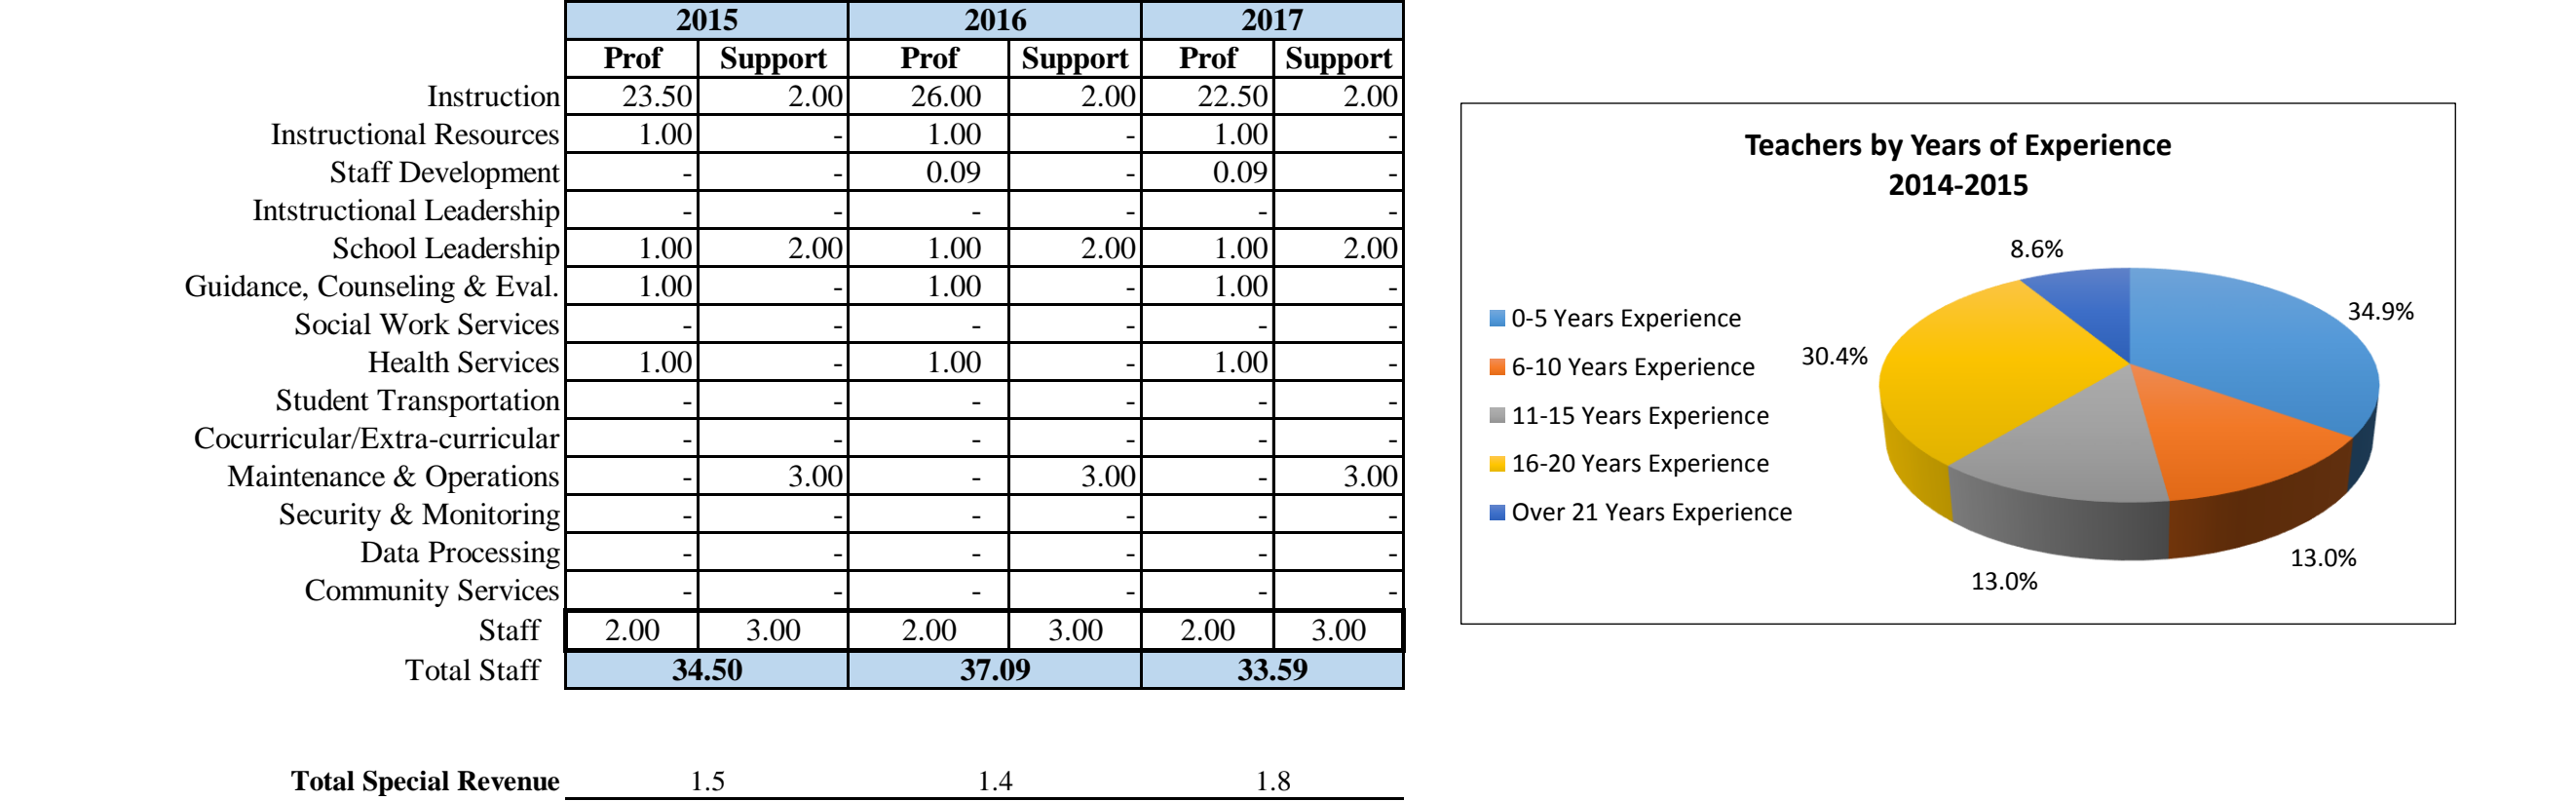 2015 2016 2017
Prof Support Prof Support Prof Support
Instruction 23.50 2.00 26.00 2.00 22.50 2.00
Instructional Resources 1.00 - 1.00 - 1.00 -
Staff Development - - 0.09 - 0.09 -
Intstructional Leadership - - - - - -
School Leadership 1.00 2.00 1.00 2.00 1.00 2.00
Guidance, Counseling & Eval. 1.00 - 1.00 - 1.00 -
Social Work Services - - - - - -
Health Services 1.00 - 1.00 - 1.00 -
Student Transportation - - - - - -
Cocurricular/Extra-curricular - - - - - -
Maintenance & Operations - 3.00 - 3.00 - 3.00
Security & Monitoring - - - - - -
Data Processing - - - - - -
Community Services - - - - - -
Staff 2.00 3.00 2.00 3.00 2.00 3.00
Total Staff 34.50 37.09 33.59
Total Special Revenue 1.5 1.4 1.8
Teachers by Years of Experience
2014-2015
8.6%
34.9%
30.4%
13.0%
13.0%
0-5 Years Experience
6-10 Years Experience
11-15 Years Experience
16-20 Years Experience
Over 21 Years Experience